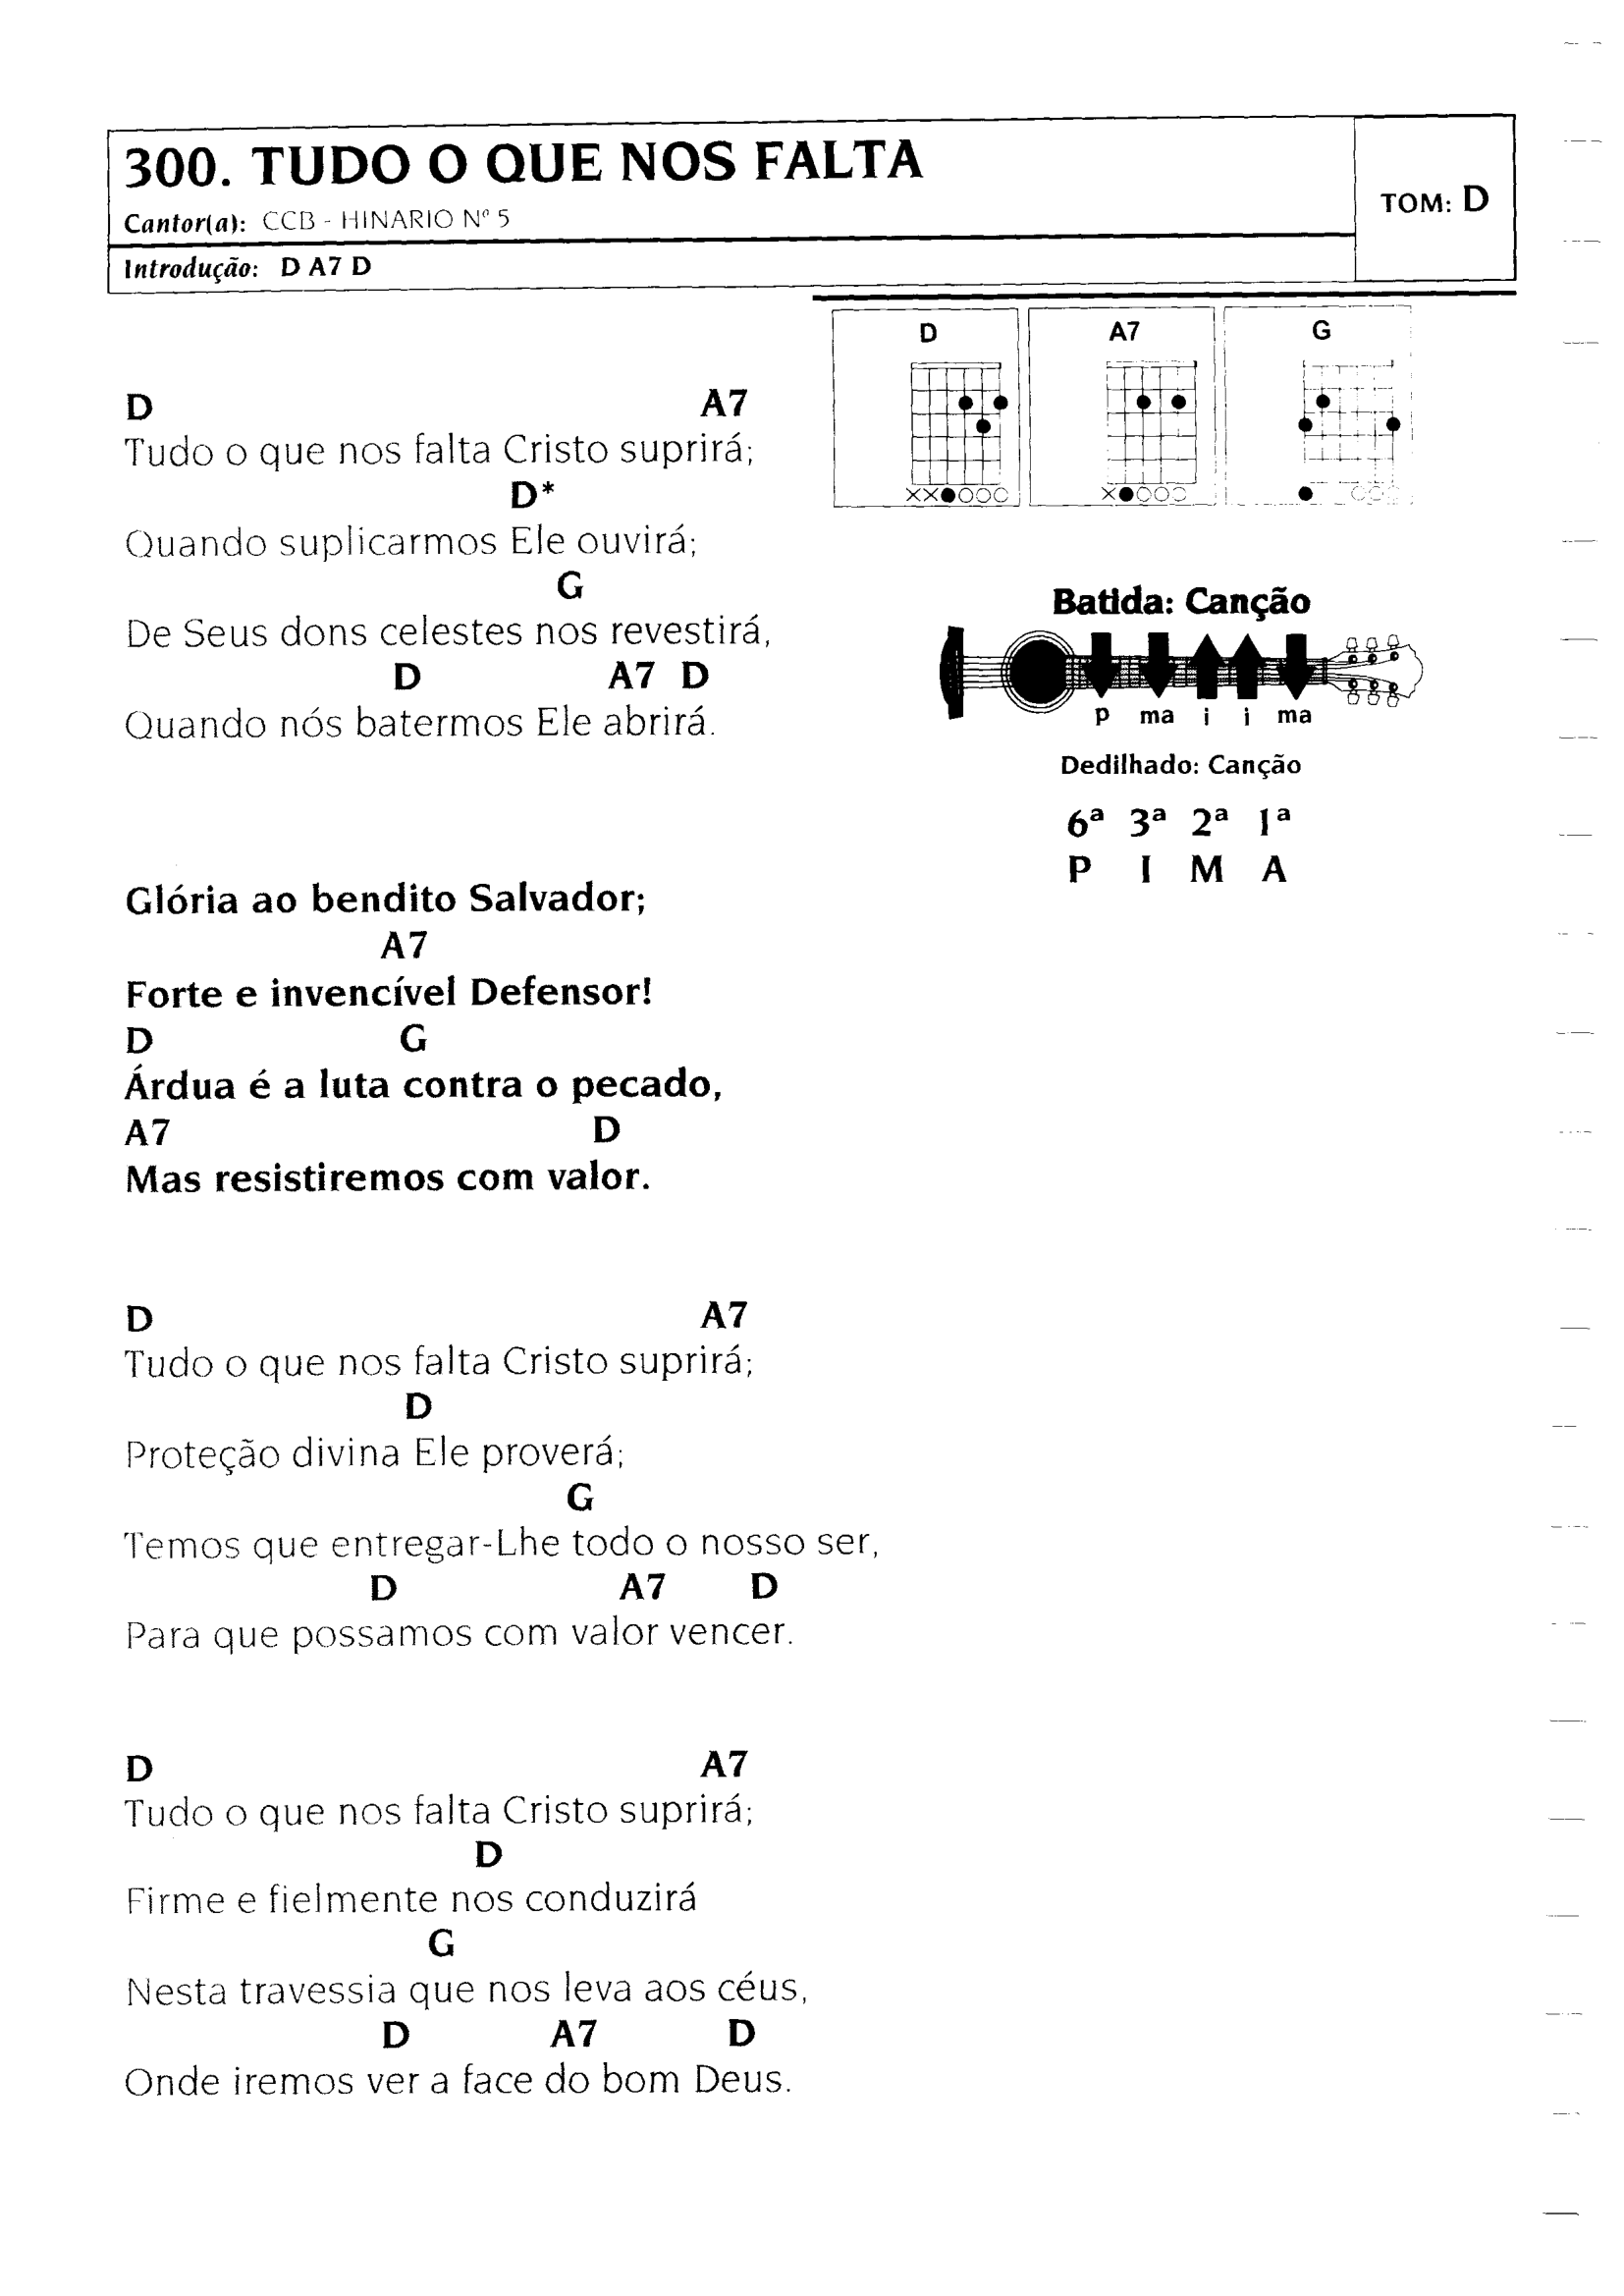 300. TUDO O QUE NOS FALTA
Cantor(a): CCB - HINARIO Nº 5
TOM: D
Introdução: D A7 D
D A7 G
D A7
Tudo o que nos falta Cristo suprirá;
D*
Quando suplicarmos Ele ouvirá;
G
De Seus dons celestes nos revestirá,
D A7 D
Quando nós batermos Ele abrirá.
Batida: Canção
p ma i i ma
Dedilhado: Canção
6ª 3ª 2ª 1ª
P I M A
Glória ao bendito Salvador;
A7
Forte e invencível Defensor!
D G
Árdua é a luta contra o pecado,
A7 D
Mas resistiremos com valor.
D A7
Tudo o que nos falta Cristo suprirá;
D
Proteção divina Ele proverá;
G
Temos que entregar-Lhe todo o nosso ser,
D A7 D
Para que possamos com valor vencer.
D A7
Tudo o que nos falta Cristo suprirá;
D
Firme e fielmente nos conduzirá
G
Nesta travessia que nos leva aos céus,
D A7 D
Onde iremos ver a face do bom Deus.